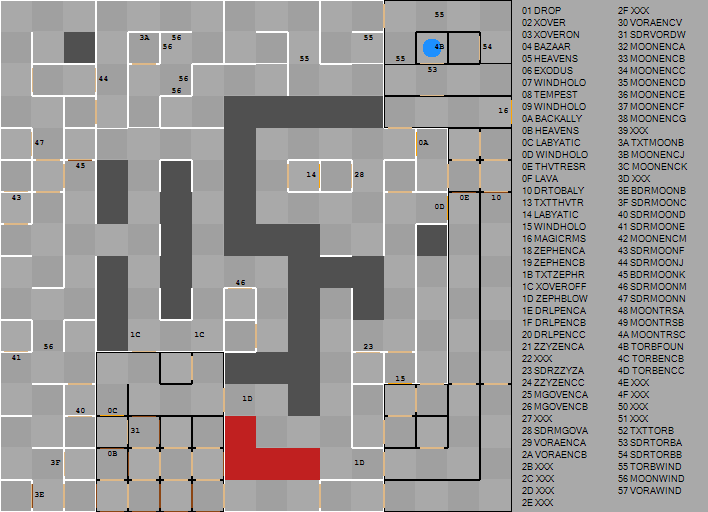 55
3A 56 55
56 4B 54
55 55
53
44 56
56
16
47 0A
45
14 28
43 0E 10
0D
46
1C 1C
56 23
41
15
1D
40 0C
31
0B
3F 1D
3E
01 DROP
02 XOVER
03 XOVERON
04 BAZAAR
05 HEAVENS
06 EXODUS
07 WINDHOLO
08 TEMPEST
09 WINDHOLO
0A BACKALLY
0B HEAVENS
0C LABYATIC
0D WINDHOLO
0E THVTRESR
0F LAVA
10 DRTOBALY
13 TXTTHVTR
14 LABYATIC
15 WINDHOLO
16 MAGICRMS
18 ZEPHENCA
19 ZEPHENCB
1B TXTZEPHR
1C XOVEROFF
1D ZEPHBLOW
1E DRLPENCA
1F DRLPENCB
20 DRLPENCC
21 ZZYZENCA
22 XXX
23 SDRZZYZA
24 ZZYZENCC
25 MGOVENCA
26 MGOVENCB
27 XXX
28 SDRMGOVA
29 VORAENCA
2A VORAENCB
2B XXX
2C XXX
2D XXX
2E XXX
2F XXX
30 VORAENCV
31 SDRVORDW
32 MOONENCA
33 MOONENCB
34 MOONENCC
35 MOONENCD
36 MOONENCE
37 MOONENCF
38 MOONENCG
39 XXX
3A TXTMOONB
3B MOONENCJ
3C MOONENCK
3D XXX
3E BDRMOONB
3F SDRMOONC
40 SDRMOOND
41 SDRMOONE
42 MOONENCM
43 SDRMOONF
44 SDRMOONJ
45 BDRMOONK
46 SDRMOONM
47 SDRMOONN
48 MOONTRSA
49 MOONTRSB
4A MOONTRSC
4B TORBFOUN
4C TORBENCB
4D TORBENCC
4E XXX
4F XXX
50 XXX
51 XXX
52 TXTTORB
53 SDRTORBA
54 SDRTORBB
55 TORBWIND
56 MOONWIND
57 VORAWIND